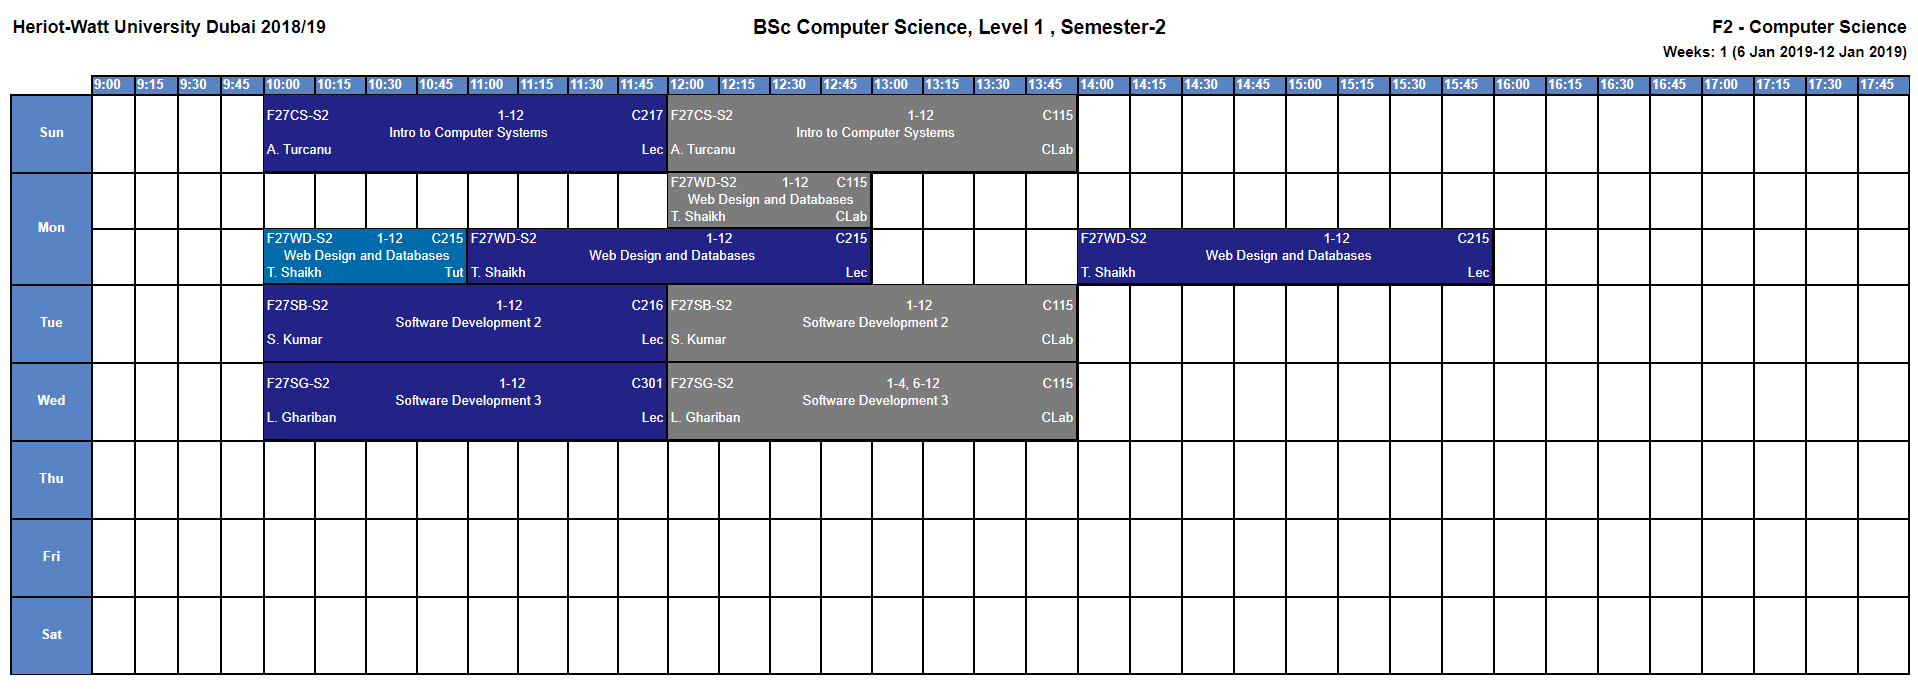 Heriot-Watt University Dubai 2018/19
BSc Computer Science, Level 1 , Semester-2
F2 - Computer Science
Weeks: 1 (6 Jan 2019-12 Jan 2019)
9:00 9:15 9:30 9:45 10:00 10:15 10:30 10:45 11:00 11:15 11:30 11:45 12:00 12:15 12:30 12:45 13:00 13:15 13:30 13:45 14:00 14:15 14:30 14:45 15:00 15:15 15:30 15:45 16:00 16:15 16:30 16:45 17:00 17:15 17:30 17:45
Sun
F27CS-S2 1-12 C217
Intro to Computer Systems
A. Turcanu Lec
F27CS-S2 1-12 C115
Intro to Computer Systems
A. Turcanu CLab
Mon
F27WD-S2 1-12 C115
Web Design and Databases
T. Shaikh CLab
F27WD-S2 1-12 C215
Web Design and Databases
T. Shaikh Tut
F27WD-S2 1-12 C215
Web Design and Databases
T. Shaikh Lec
F27WD-S2 1-12 C215
Web Design and Databases
T. Shaikh Lec
Tue
F27SB-S2 1-12 C216
Software Development 2
S. Kumar Lec
F27SB-S2 1-12 C115
Software Development 2
S. Kumar CLab
Wed
F27SG-S2 1-12 C301
Software Development 3
L. Ghariban Lec
F27SG-S2 1-4, 6-12 C115
Software Development 3
L. Ghariban CLab
Thu
Fri
Sat